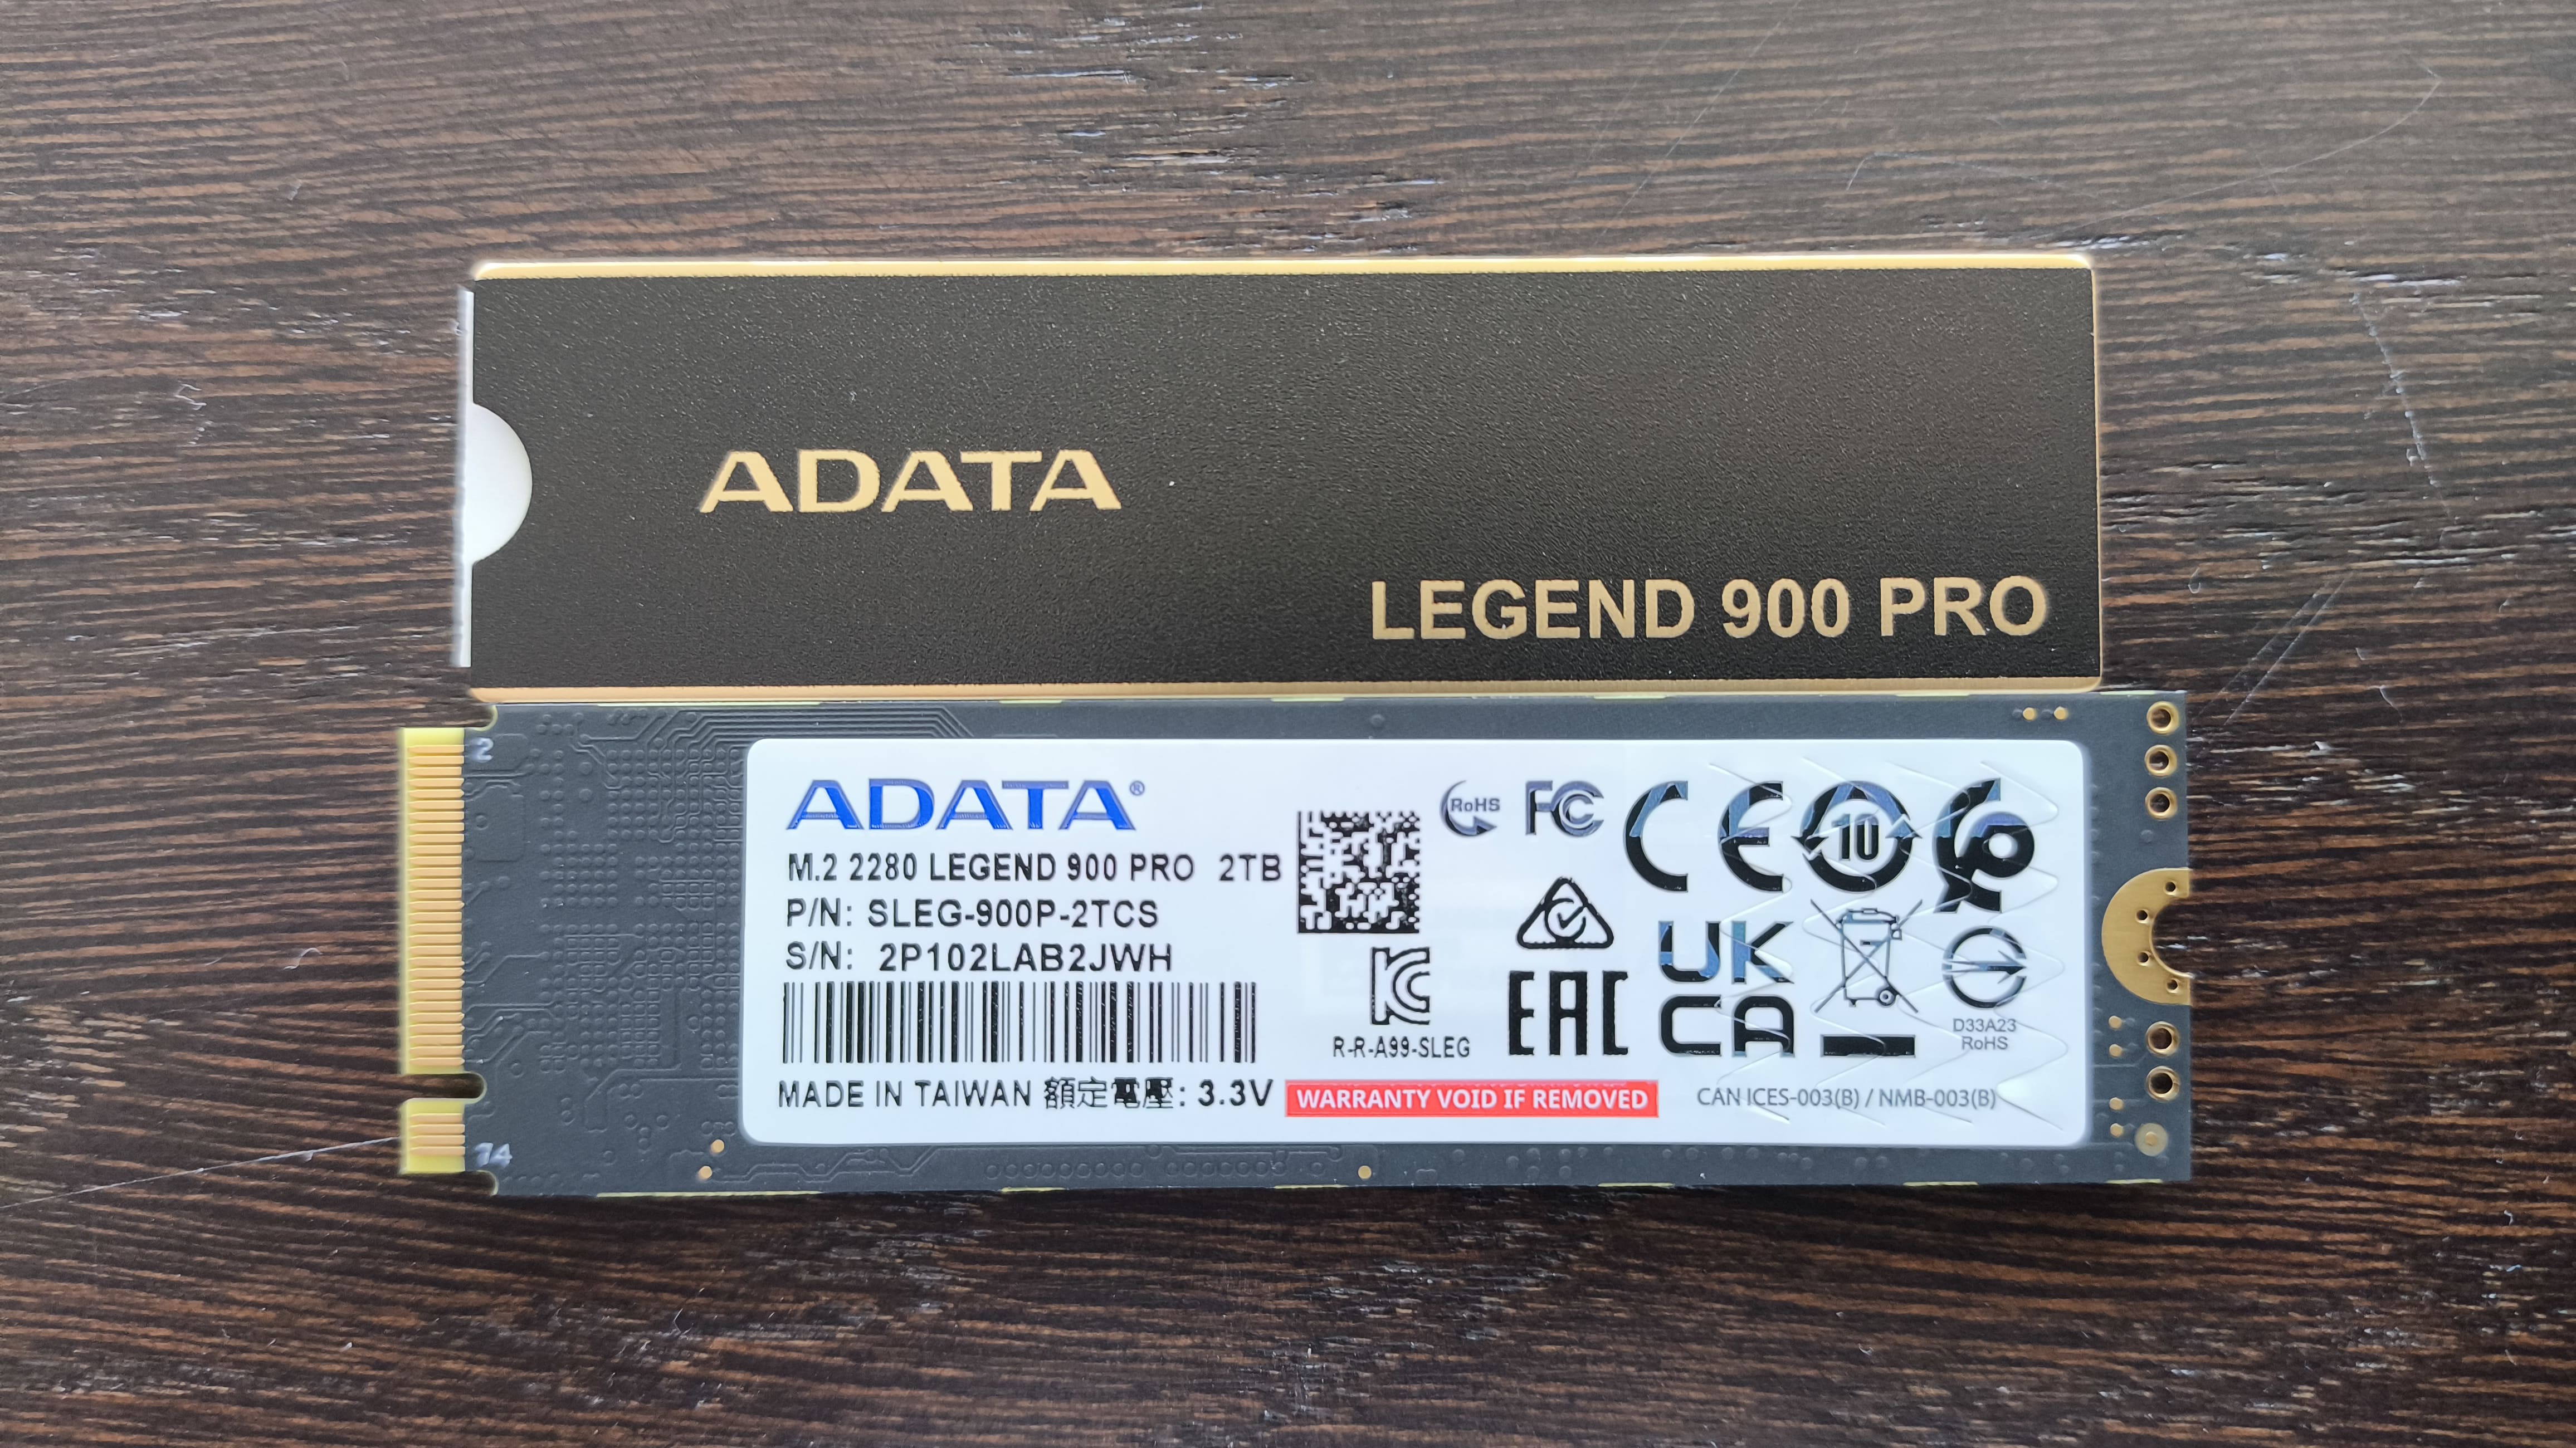 ADATA
LEGEND 900 PRO
2
74
ADATA®
M.2 2280 LEGEND 900 PRO 2TB
P/N: SLEG-900P-2TCS
S/N: 2P102LAB2JWH
MADE IN TAIWAN 額定電壓: 3.3V
RoHS
FC
CE
10
R-R-A99-SLEG
EAC
UK
CA
D33A23
RoHS
WARRANTY VOID IF REMOVED
CAN ICES-003(B) / NMB-003(B)